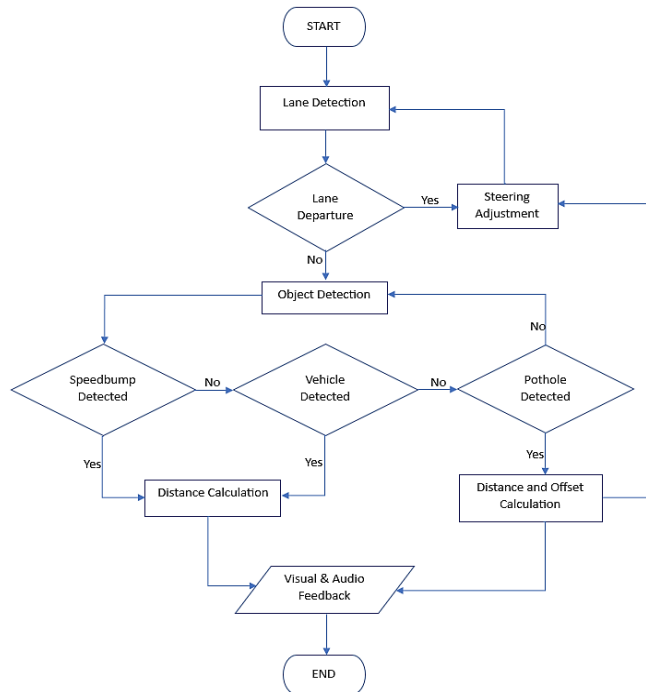 START
Lane Detection
Lane
Departure
Yes
Steering
Adjustment
No
Object Detection
No
Speedbump
Detected
No
Vehicle
Detected
No
Pothole
Detected
Yes
Yes
Yes
Distance Calculation
Distance and Offset
Calculation
Visual & Audio
Feedback
END